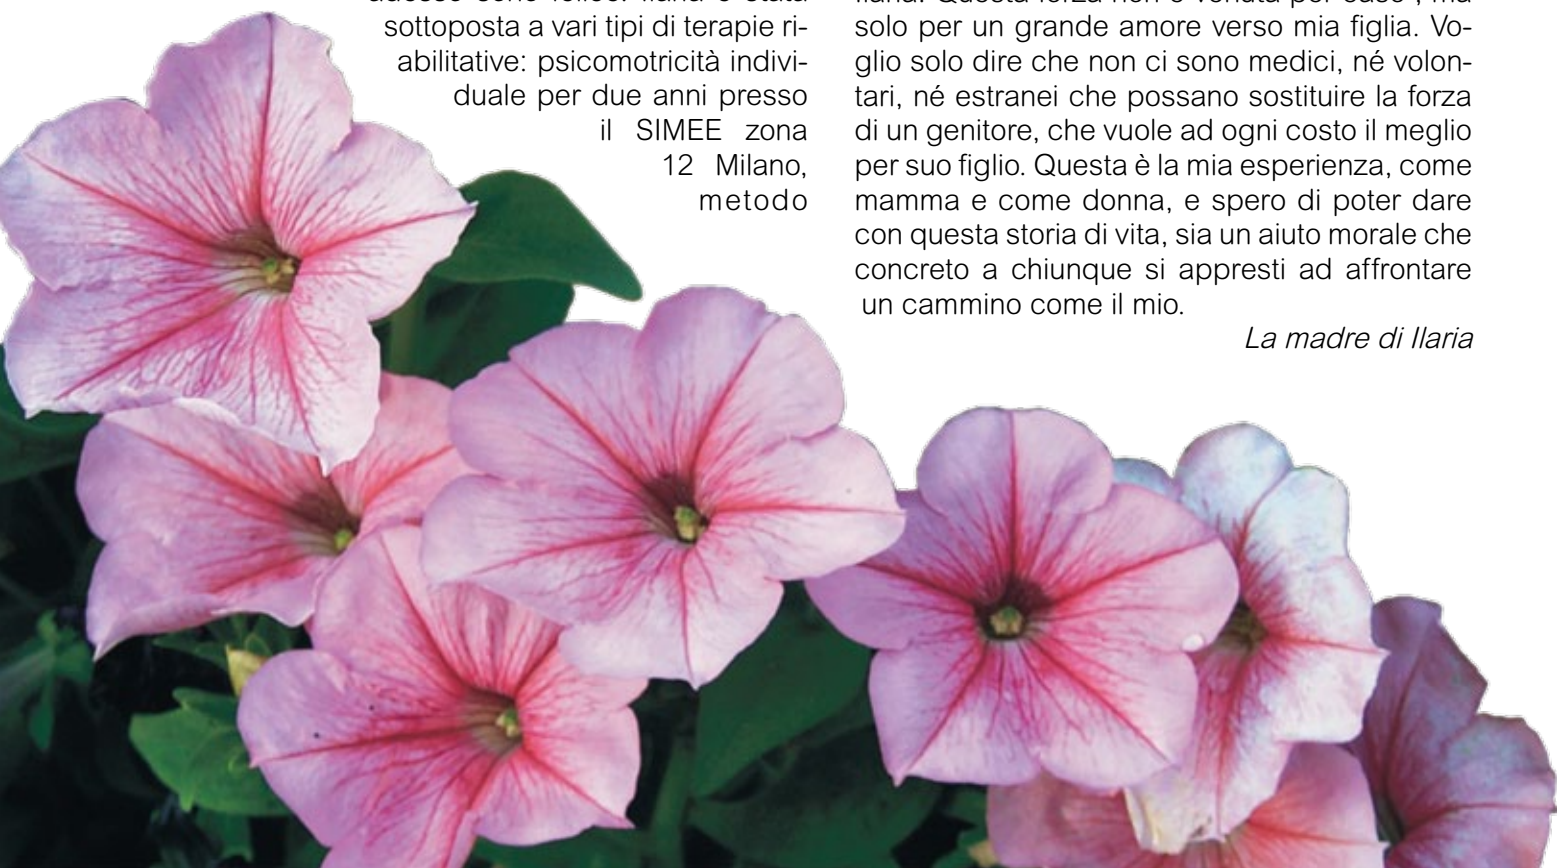 sottoposta a vari tipi di terapie ri-
abilitative: psicomotricità indivi-
duale per due anni presso
il SIMEE zona
12 Milano,
metodo
solo per un grande amore verso mia figlia. Vo-
glio solo dire che non ci sono medici, né volon-
tari, né estranei che possano sostituire la forza
di un genitore, che vuole ad ogni costo il meglio
per suo figlio. Questa è la mia esperienza, come
mamma e come donna, e spero di poter dare
con questa storia di vita, sia un aiuto morale che
concreto a chiunque si appresti ad affrontare
un cammino come il mio.
La madre di Ilaria